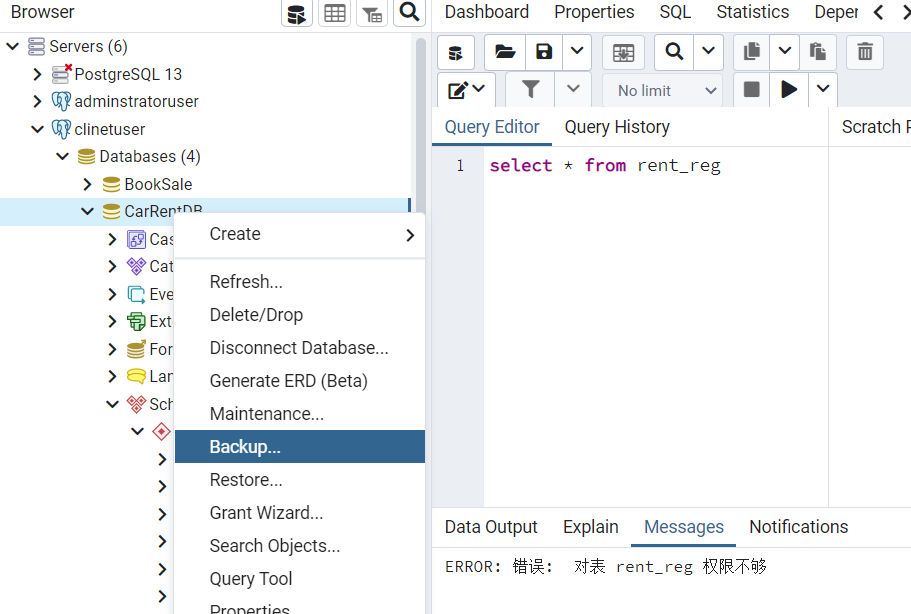 Browser
Servers (6)
PostgreSQL 13
adminstratoruser
clinetuser
Databases (4)
BookSale
CarRentDB
Cas
Cat
Eve
Exte
For
Lan
Sch
Create
Refresh...
Delete/Drop
Disconnect Database...
Generate ERD (Beta)
Maintenance...
Backup...
Restore...
Grant Wizard...
Search Objects...
Query Tool
Properties
Dashboard Properties SQL Statistics Deper
No limit
Query Editor Query History Scratch P
1 select * from rent_reg
Data Output Explain Messages Notifications
ERROR: 错误: 对表 rent_reg 权限不够